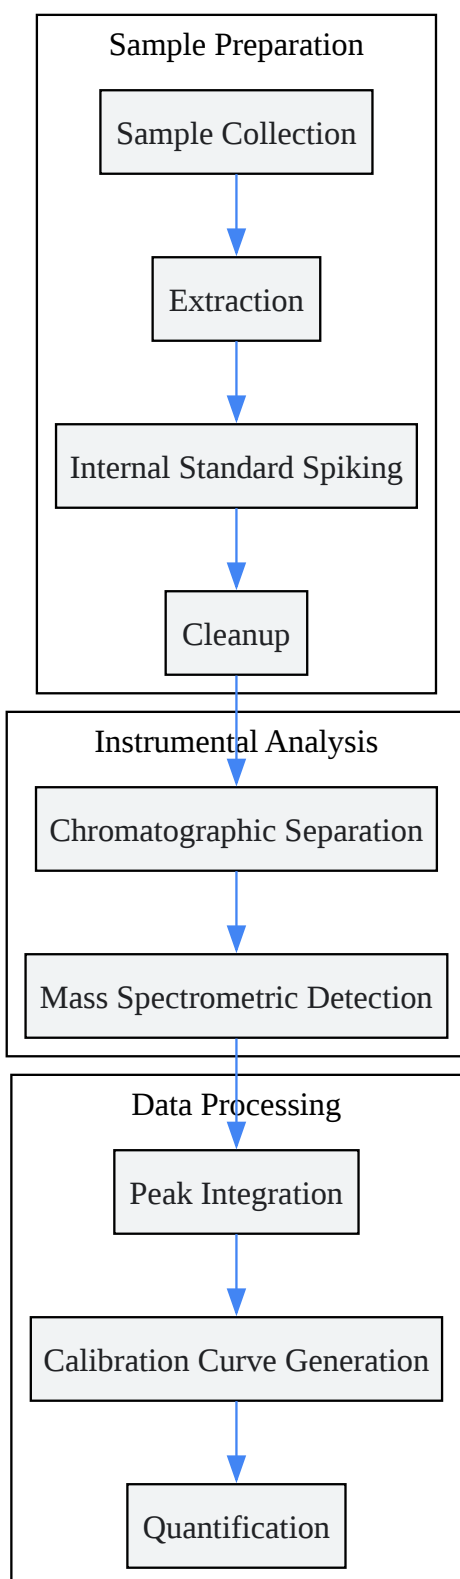 Sample Preparation
Sample Collection
Extraction
Internal Standard Spiking
Cleanup
Instrumental Analysis
Chromatographic Separation
Mass Spectrometric Detection
Data Processing
Peak Integration
Calibration Curve Generation
Quantification